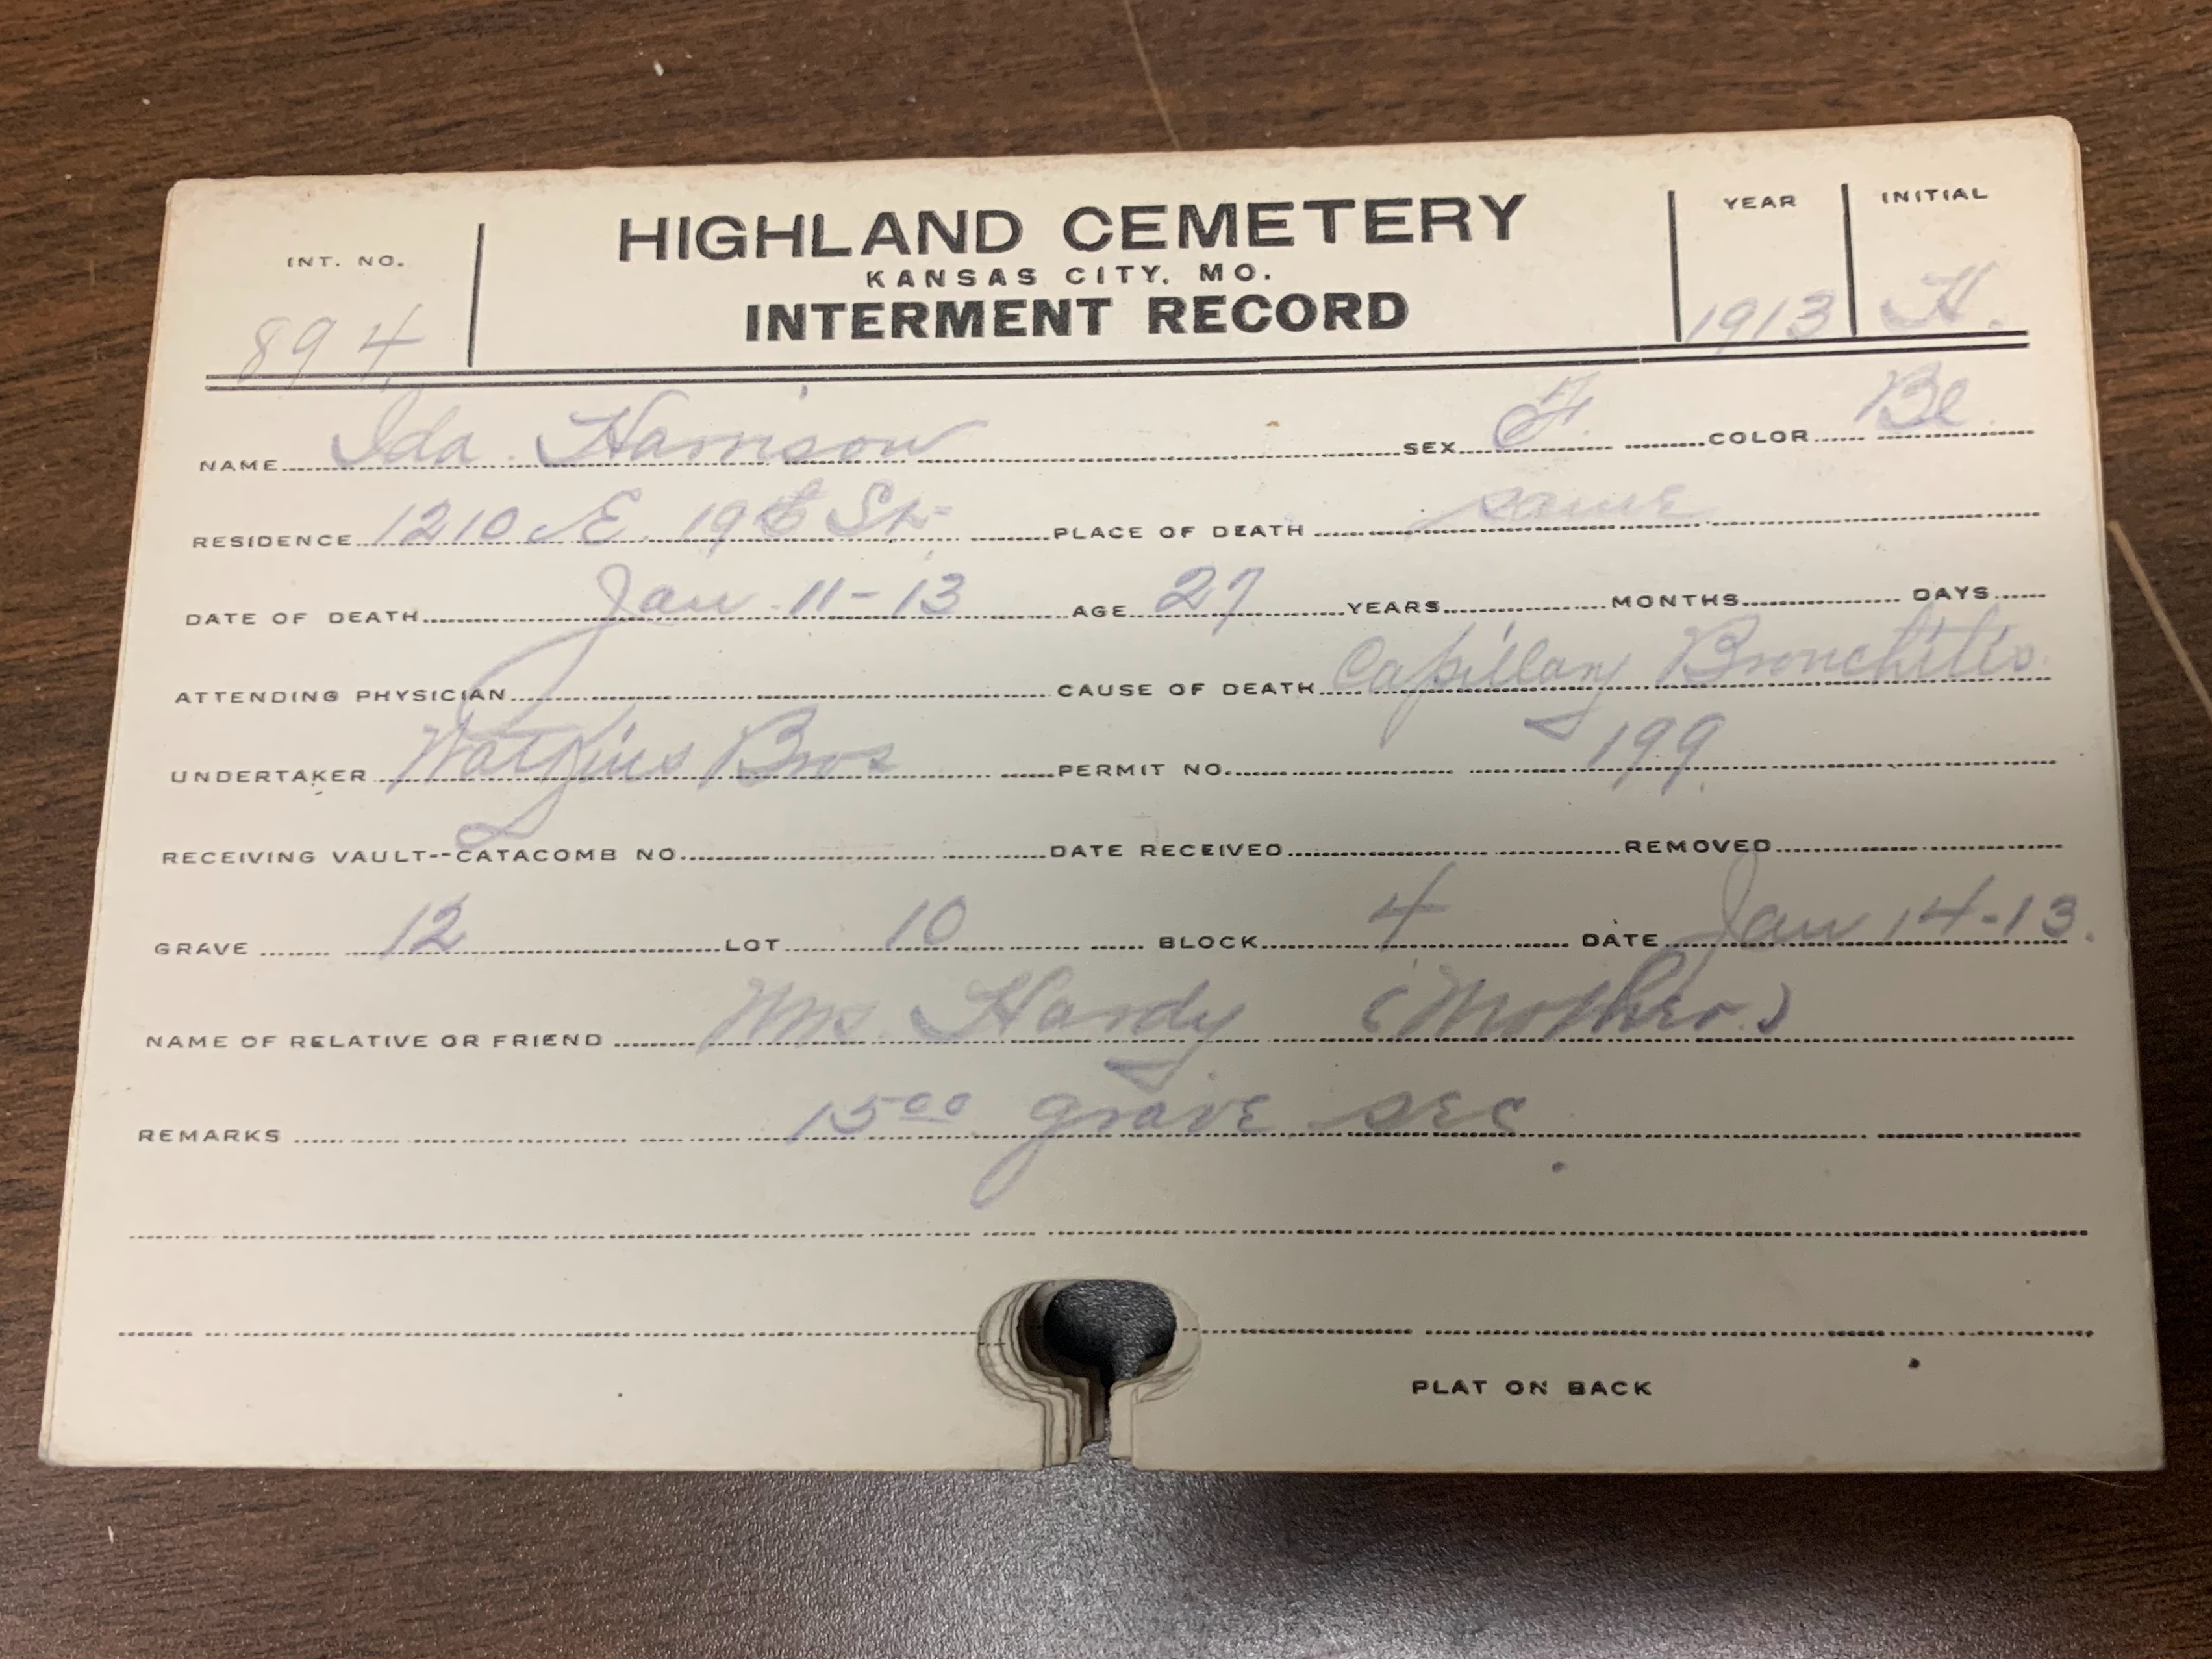 INT. NO. HIGHLAND CEMETERY YEAR INITIAL
KANSAS CITY, MO.
894 INTERMENT RECORD 1913 H.
NAME Ida Harrison SEX F. COLOR Bl
RESIDENCE 1210 E. 19th St. PLACE OF DEATH same
DATE OF DEATH Jan 11-13 AGE 27 YEARS MONTHS DAYS
ATTENDING PHYSICIAN CAUSE OF DEATH Capillary Bronchitis
UNDERTAKER Watkins Bros PERMIT NO. 199.
RECEIVING VAULT--CATACOMB NO. DATE RECEIVED REMOVED
GRAVE 12 LOT 10 BLOCK 4 DATE Jan 14-13.
NAME OF RELATIVE OR FRIEND Mrs. Hardy (Mother.)
REMARKS 1500 grave sec
PLAT ON BACK